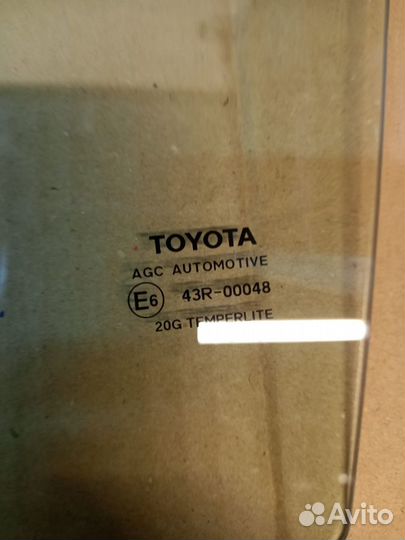 TOYOTA
AGC AUTOMOTIVE
E6 43R-00048
20G TEMPERLITE
Avito